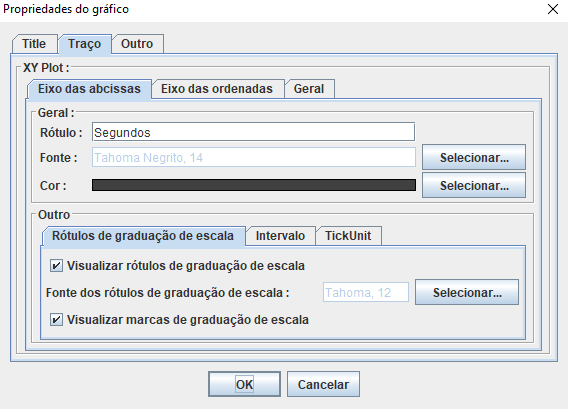 Propriedades do gráfico
Title Traço Outro
XY Plot :
Eixo das abcissas Eixo das ordenadas Geral
Geral :
Rótulo : Segundos
Fonte : Tahoma Negrito, 14 Selecionar...
Cor : Selecionar...
Outro
Rótulos de graduação de escala Intervalo TickUnit
Visualizar rótulos de graduação de escala
Fonte dos rótulos de graduação de escala : Tahoma, 12 Selecionar...
Visualizar marcas de graduação de escala
OK Cancelar